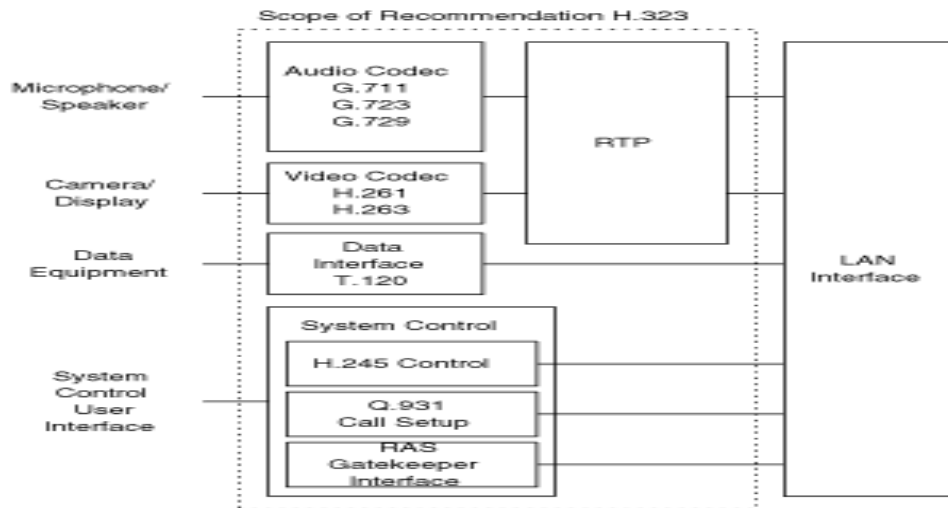 Scope of Recommendation H.323
Microphone/
Speaker
Audio Codec
G.711
G.723
G.729
RTP
Camera/
Display
Video Codec
H.261
H.263
Data
Equipment
Data
Interface
T.120
LAN
Interface
System
Control
User
Interface
System Control
H.245 Control
Q.931
Call Setup
RAS
Gatekeeper
Interface